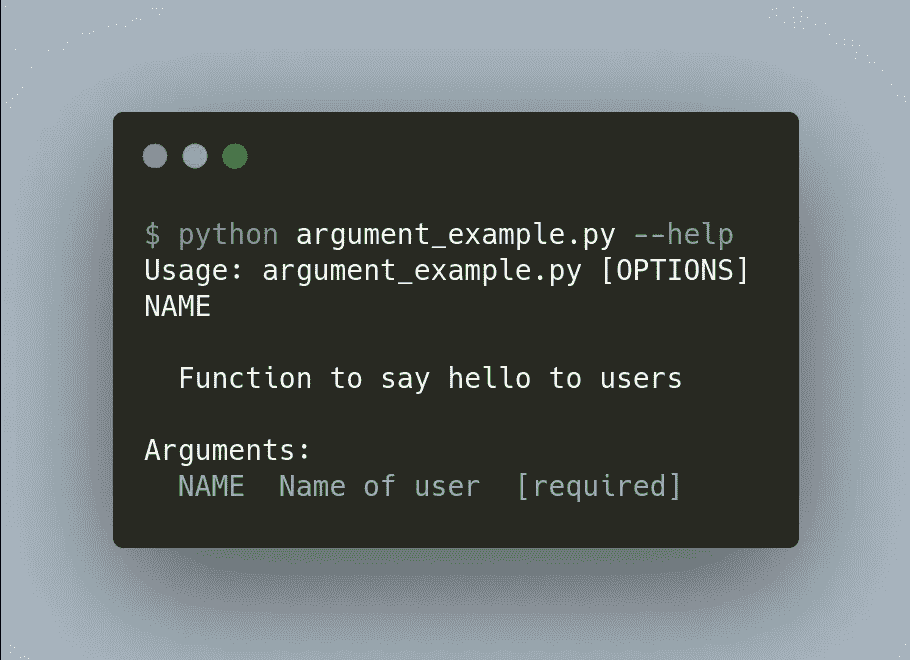 $ python argument_example.py --help
Usage: argument_example.py [OPTIONS]
NAME
Function to say hello to users
Arguments:
NAME  Name of user  [required]